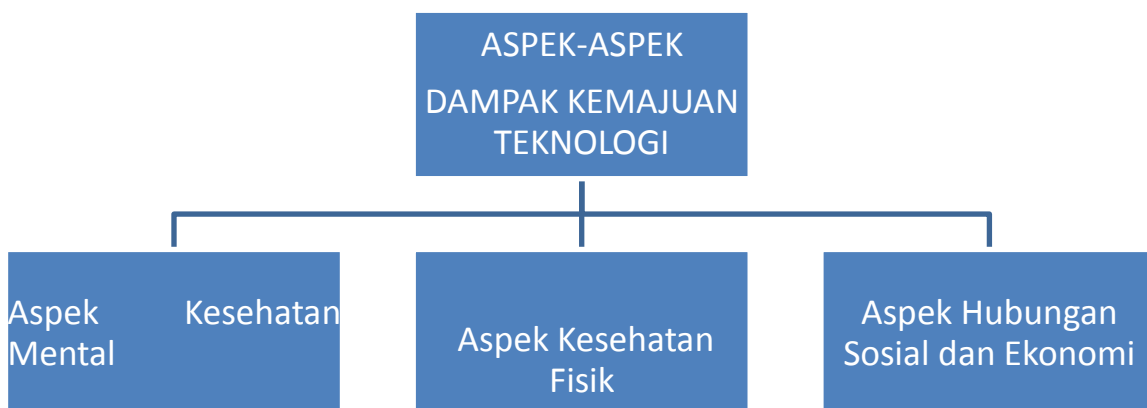 ASPEK-ASPEK
DAMPAK KEMAJUAN
TEKNOLOGI
Aspek Kesehatan
Mental
Aspek Kesehatan
Fisik
Aspek Hubungan
Sosial dan Ekonomi